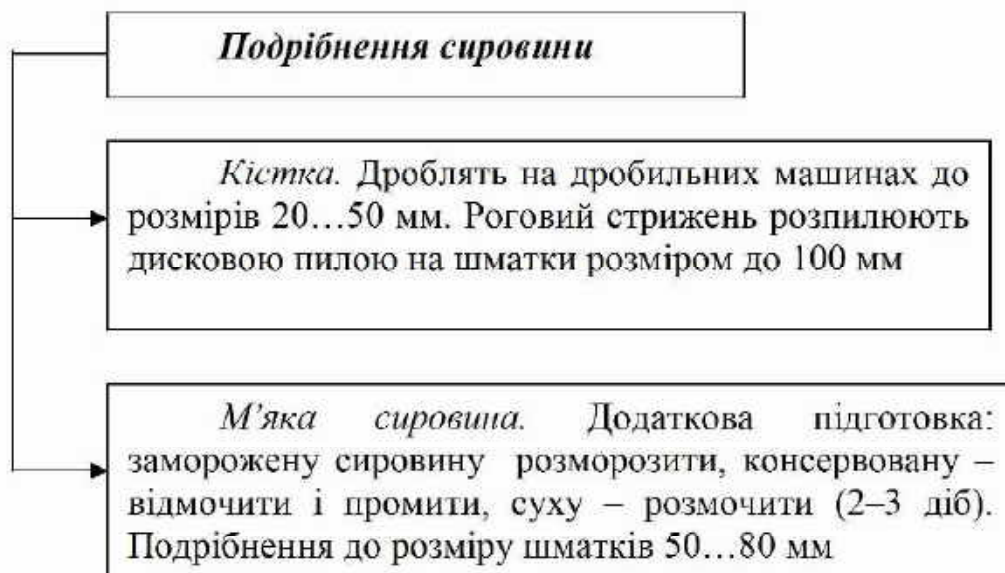 Подрібнення сировини
Кістка. Дроблять на дробильних машинах до
розмірів 20…50 мм. Роговий стрижень розпилюють
дисковою пилою на шматки розміром до 100 мм
М’яка сировина. Додаткова підготовка:
заморожену сировину розморозити, консервовану –
відмочити і промити, суху – розмочити (2–3 діб).
Подрібнення до розміру шматків 50…80 мм